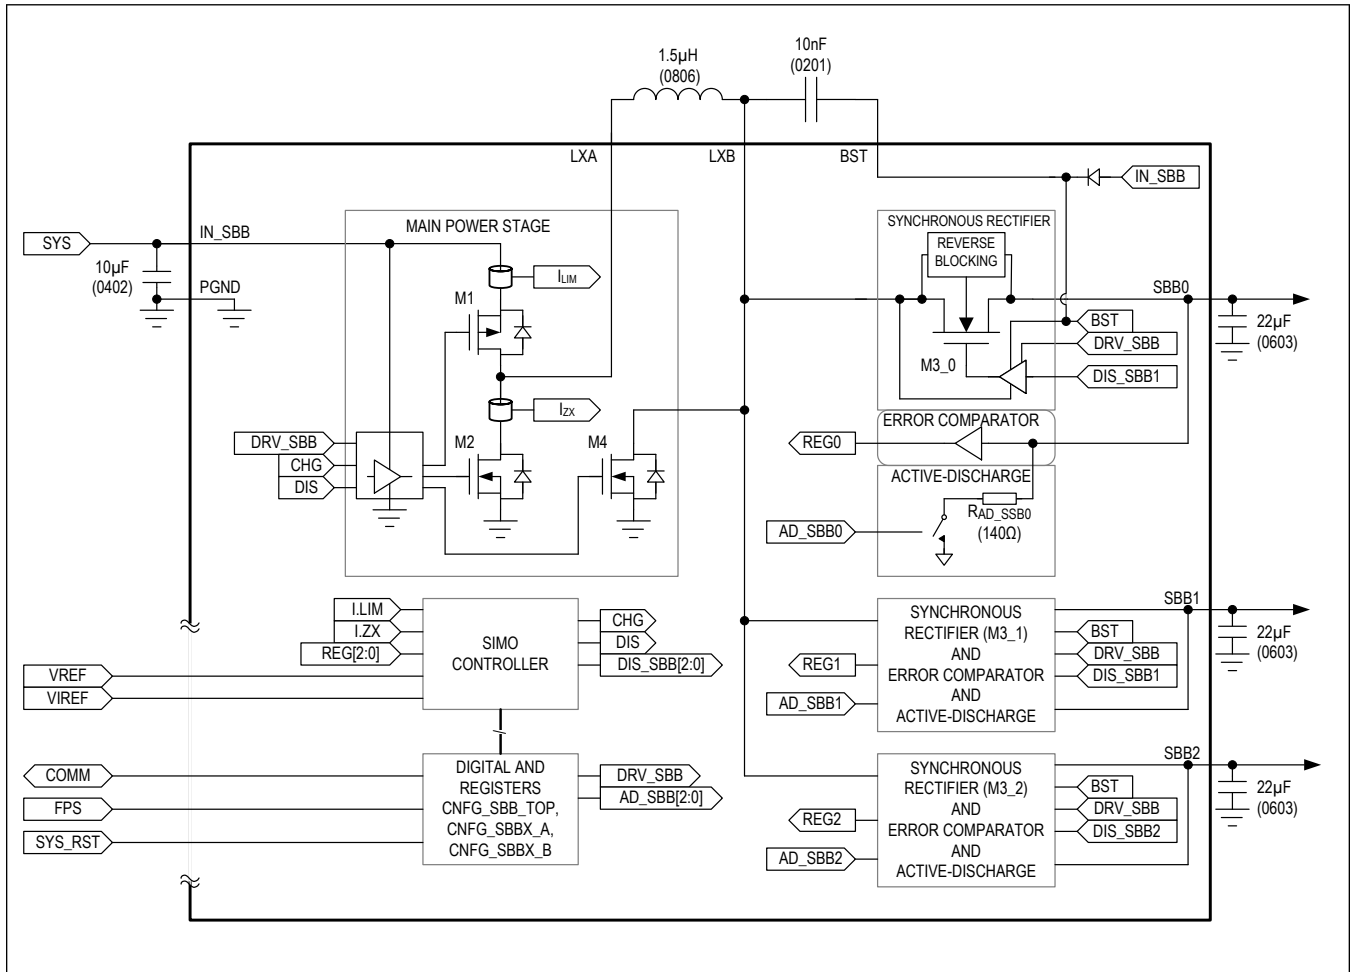 10nF
(0201)
1.5µH
(0806)
LXA
LXB
BST
IN_SBB
MAIN POWER STAGE
SYNCHRONOUS RECTIFIER
REVERSE
BLOCKING
SYS
IN_SBB
10µF
(0402)
PGND
ILIM
M1
SBB0
BST
DRV_SBB
22µF
(0603)
M3_0
DIS_SBB1
IZX
ERROR COMPARATOR
DRV_SBB
M2
M4
REG0
CHG
DIS
ACTIVE-DISCHARGE
RAD_SSB0
(140Ω)
AD_SBB0
I.LIM
I.ZX
REG[2:0]
SIMO
CONTROLLER
CHG
DIS
DIS_SBB[2:0]
VREF
VIREF
SYNCHRONOUS
RECTIFIER (M3_1)
AND
ERROR COMPARATOR
AND
ACTIVE-DISCHARGE
REG1
AD_SBB1
SBB1
BST
DRV_SBB
DIS_SBB1
22µF
(0603)
COMM
FPS
SYS_RST
DIGITAL AND
REGISTERS
CNFG_SBB_TOP,
CNFG_SBBX_A,
CNFG_SBBX_B
DRV_SBB
AD_SBB[2:0]
SYNCHRONOUS
RECTIFIER (M3_2)
AND
ERROR COMPARATOR
AND
ACTIVE-DISCHARGE
REG2
AD_SBB2
SBB2
BST
DRV_SBB
DIS_SBB2
22µF
(0603)